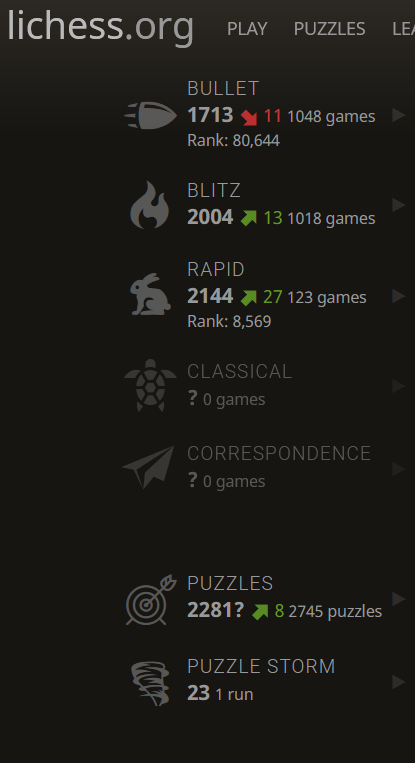 lichess.org PLAY PUZZLES
BULLET
1713 11 1048 games
Rank: 80,644
BLITZ
2004 13 1018 games
RAPID
2144 27 123 games
Rank: 8,569
CLASSICAL
? 0 games
CORRESPONDENCE
? 0 games
PUZZLES
2281? 8 2745 puzzles
PUZZLE STORM
23 1 run